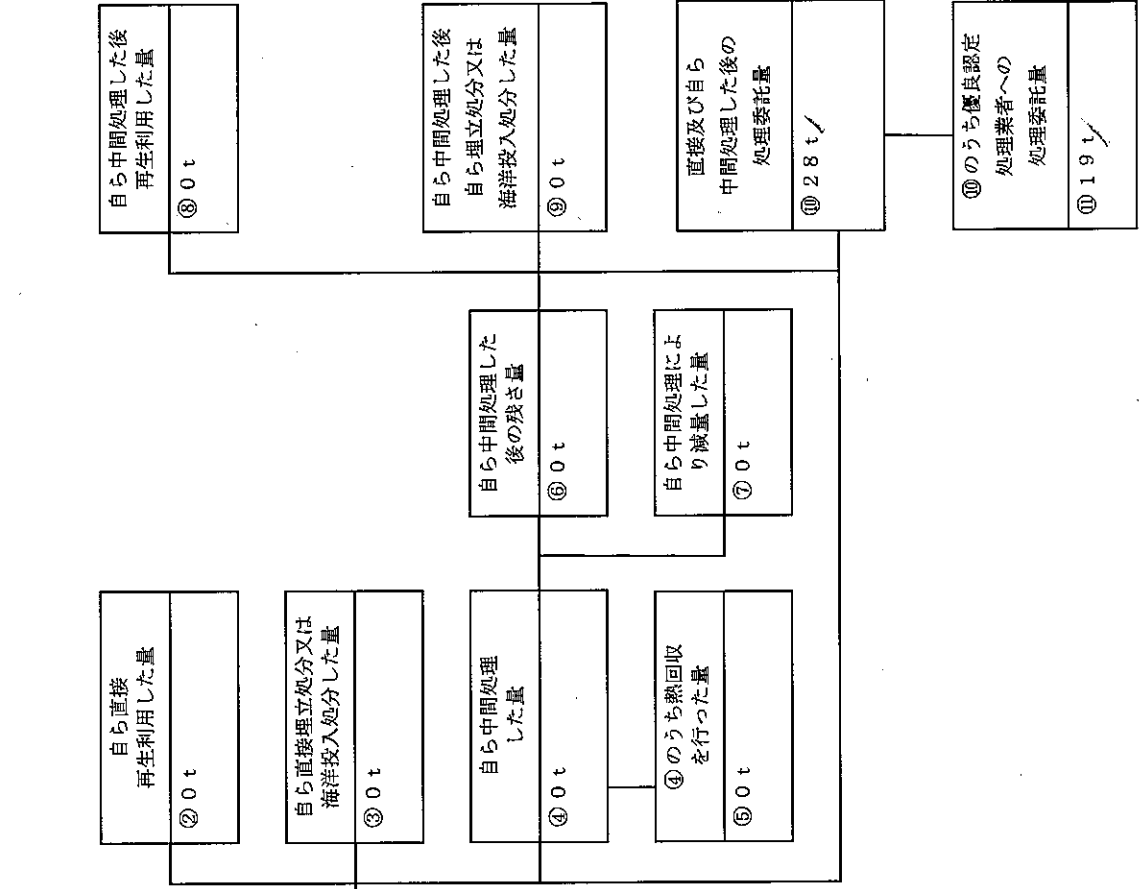 自ら直接
再生利用した量
②0t
自ら直接埋立処分又は
海洋投入処分した量
③0t
自ら中間処理
した量
④0t
④のうち熱回収
を行った量
⑤0t
自ら中間処理した
後の残さ量
⑥0t
自ら中間処理によ
り減量した量
⑦0t
自ら中間処理した後
再生利用した量
⑧0t
自ら中間処理した後
自ら埋立処分又は
海洋投入処分した量
⑨0t
直接及び自ら
中間処理した後の
処理委託量
⑩28t
⑩のうち優良認定
処理業者への
処理委託量
⑪19t